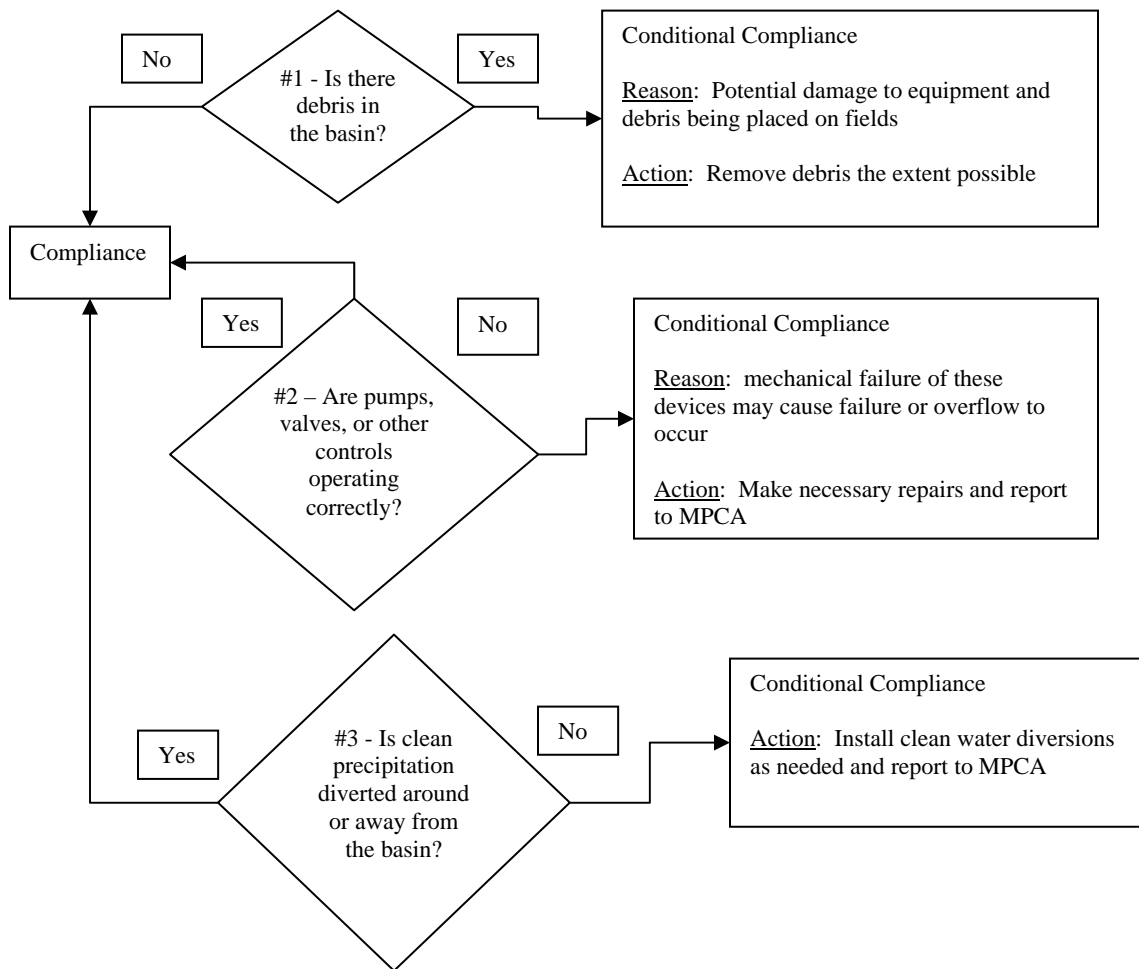 No
#1 - Is there
debris in
the basin?
Yes
Conditional Compliance
Reason:  Potential damage to equipment and
debris being placed on fields
Action:  Remove debris the extent possible
Compliance
Yes
#2 – Are pumps,
valves, or other
controls
operating
correctly?
No
Conditional Compliance
Reason:  mechanical failure of these
devices may cause failure or overflow to
occur
Action:  Make necessary repairs and report
to MPCA
Yes
#3 - Is clean
precipitation
diverted around
or away from
the basin?
No
Conditional Compliance
Action:  Install clean water diversions
as needed and report to MPCA